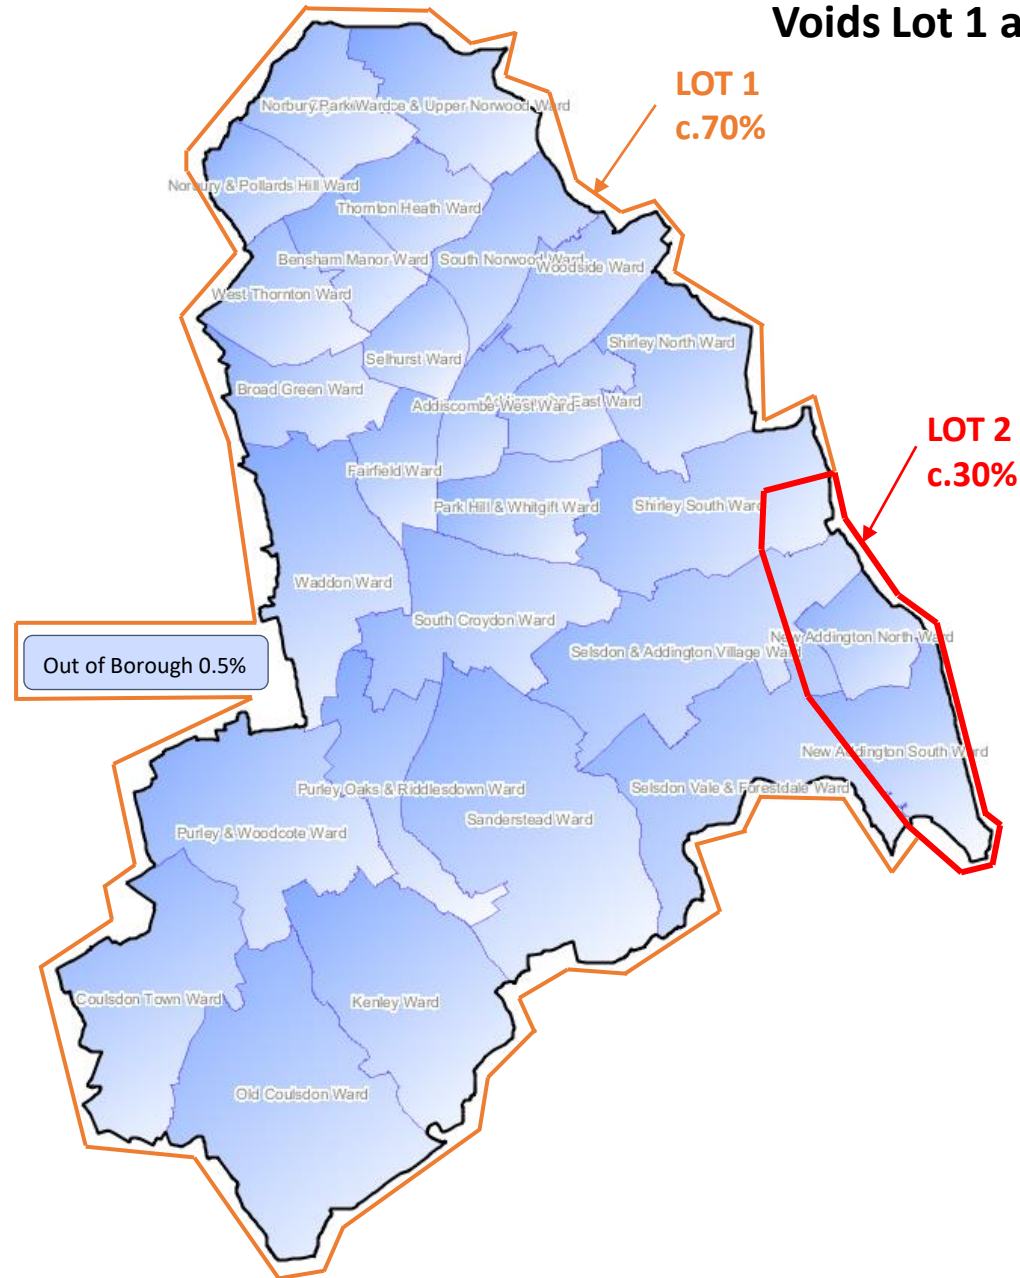 Voids Lot 1 a
LOT 1
c.70%
Norbury Park Ward
& Upper Norwood Ward
Norbury & Pollards Hill Ward
Thornton Heath Ward
Bensham Manor Ward
South Norwood Ward
Woodside Ward
West Thornton Ward
Shirley North Ward
Selhurst Ward
Broad Green Ward
Addiscombe West Ward
East Ward
LOT 2
c.30%
Fairfield Ward
Park Hill & Whitgift Ward
Shirley South Ward
Waddon Ward
South Croydon Ward
New Addington North Ward
Selsdon & Addington Village Ward
Out of Borough 0.5%
New Addington South Ward
Purley Oaks & Riddlesdown Ward
Selsdon Vale & Forestdale Ward
Sanderstead Ward
Purley & Woodcote Ward
Coulsdon Town Ward
Kenley Ward
Old Coulsdon Ward